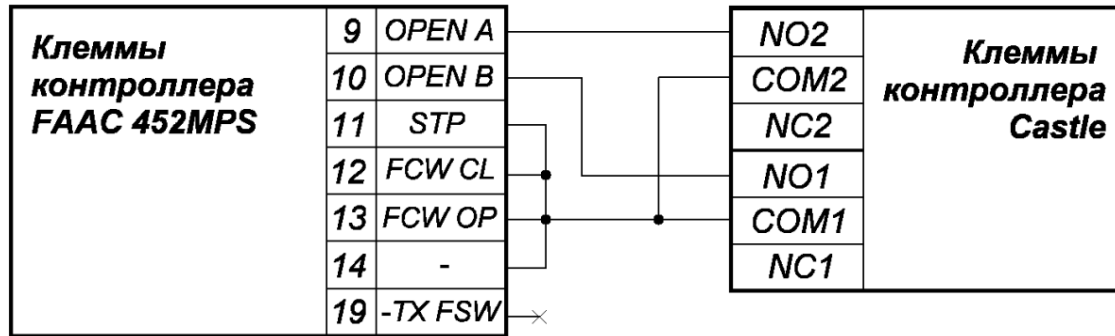 Клеммы
контроллера
FAAC 452MPS
9 OPEN A
10 OPEN B
11 STP
12 FCW CL
13 FCW OP
14 -
19 -TX FSW
NO2
COM2
NC2
NO1
COM1
NC1
Клеммы
контроллера
Castle